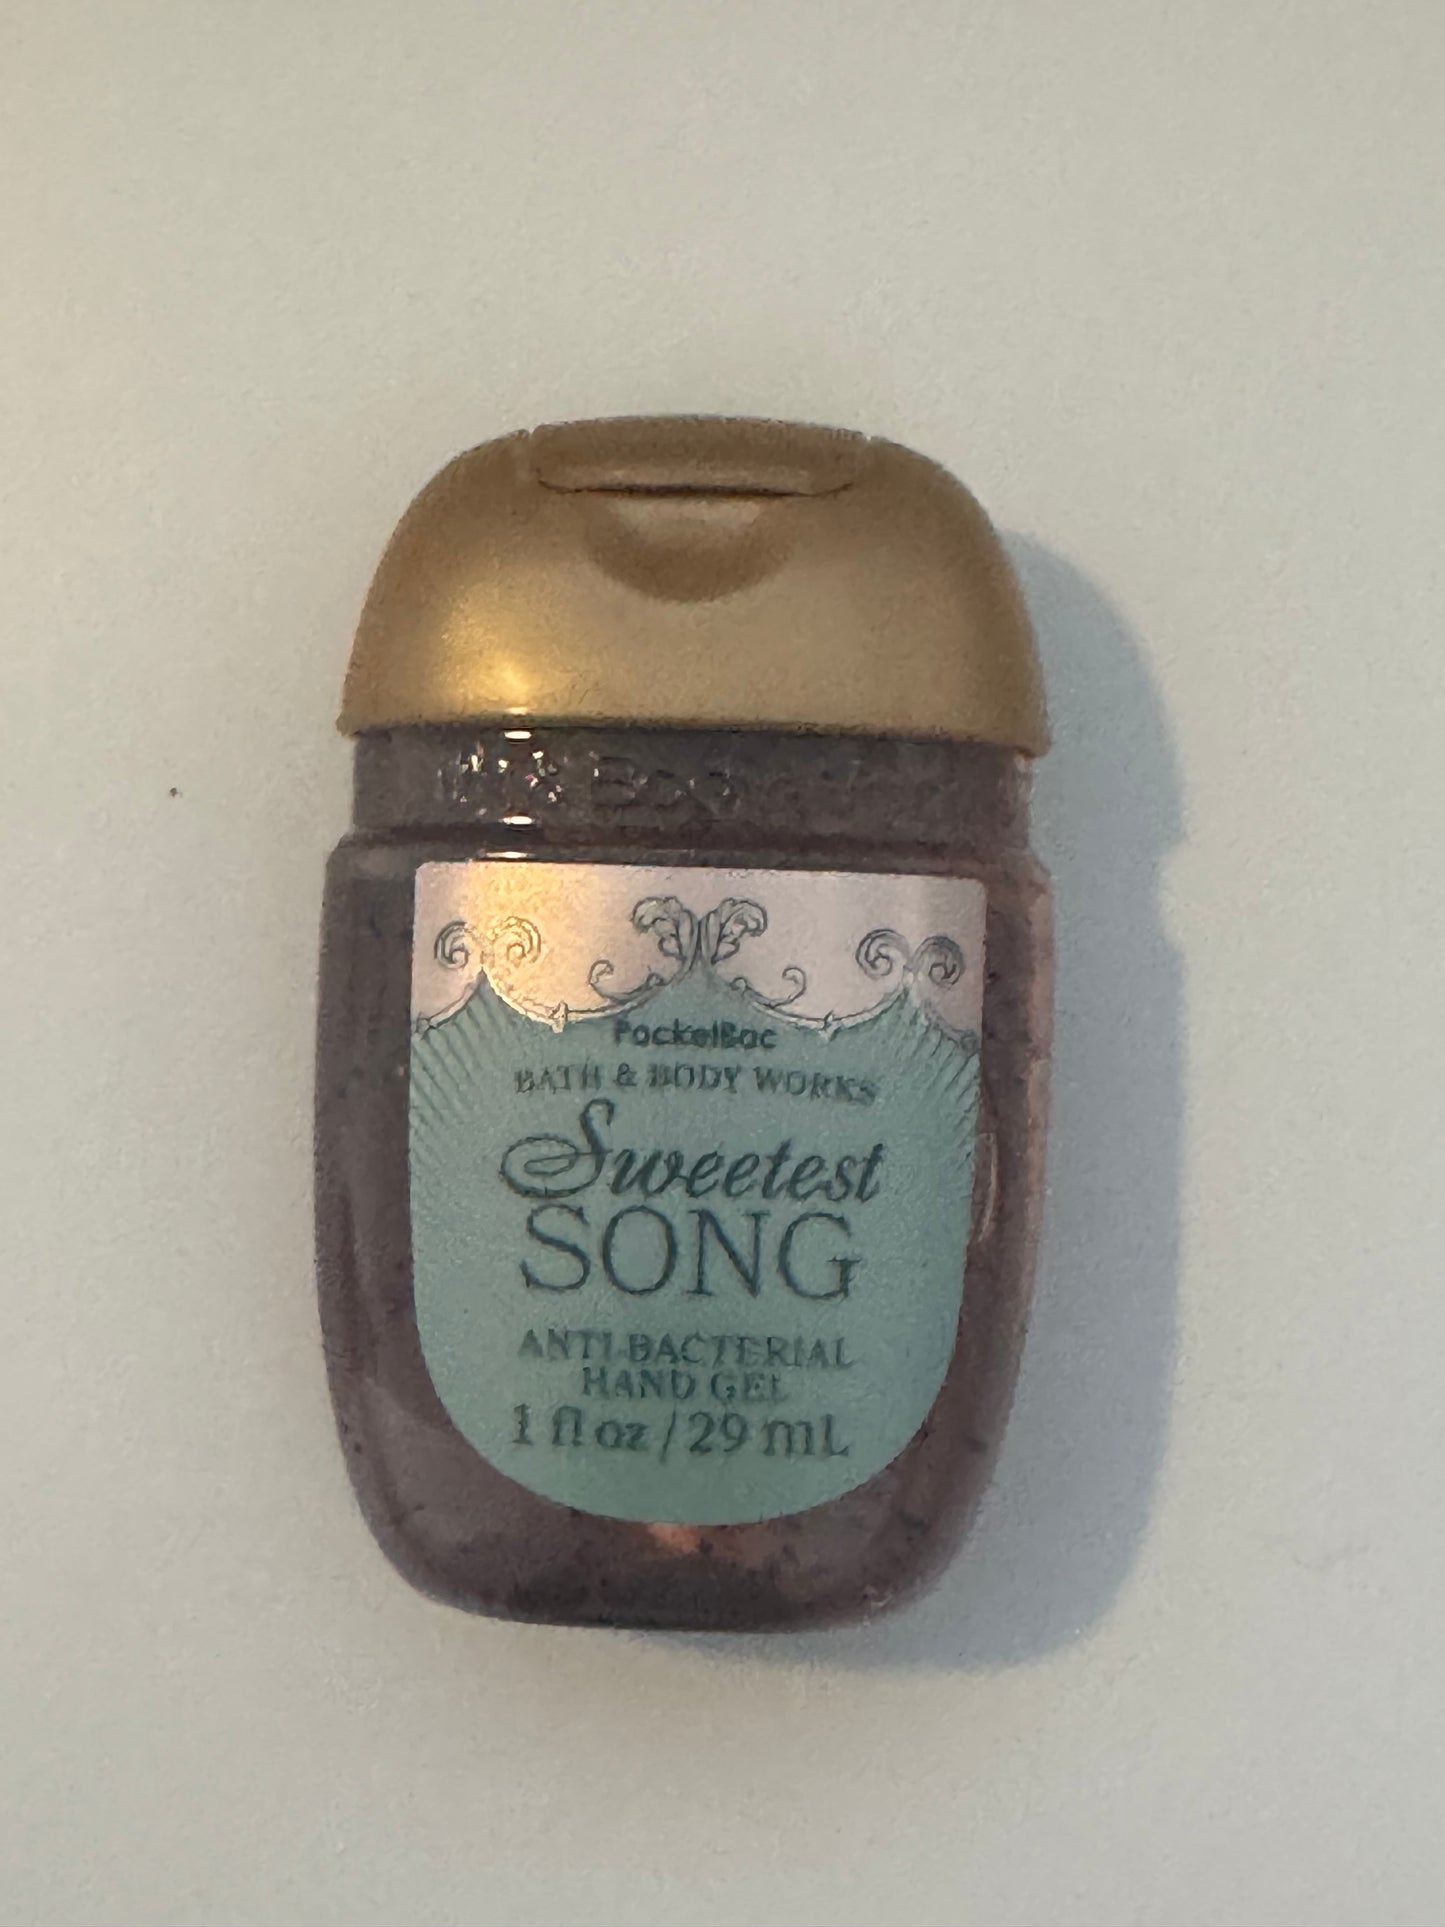 PocketBac
BATH & BODY WORKS
Sweetest
SONG
ANTI-BACTERIAL
HAND GEL
1 fl oz / 29 mL